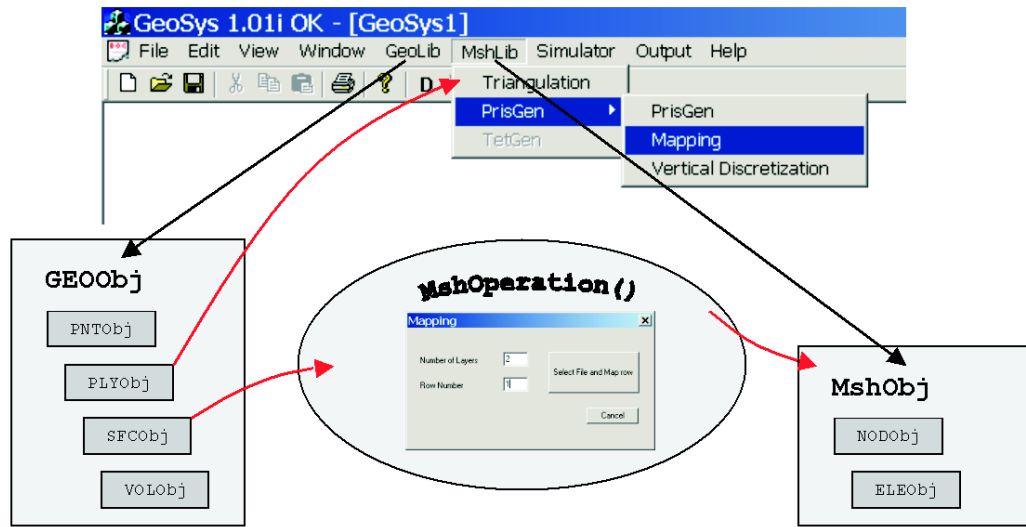 GeoSys 1.01i OK - [GeoSys1]
File Edit View Window GeoLib MshLib Simulator Output Help
D
Triangulation
PrisGen
TetGen
PrisGen
Mapping
Vertical Discretization
GEOObj
PNTObj
PLYObj
SFCObj
VOLObj
MshOperation()
Mapping
Number of Layers 2
Row Number 1
Select File and Map row
Cancel
MshObj
NODObj
ELEObj